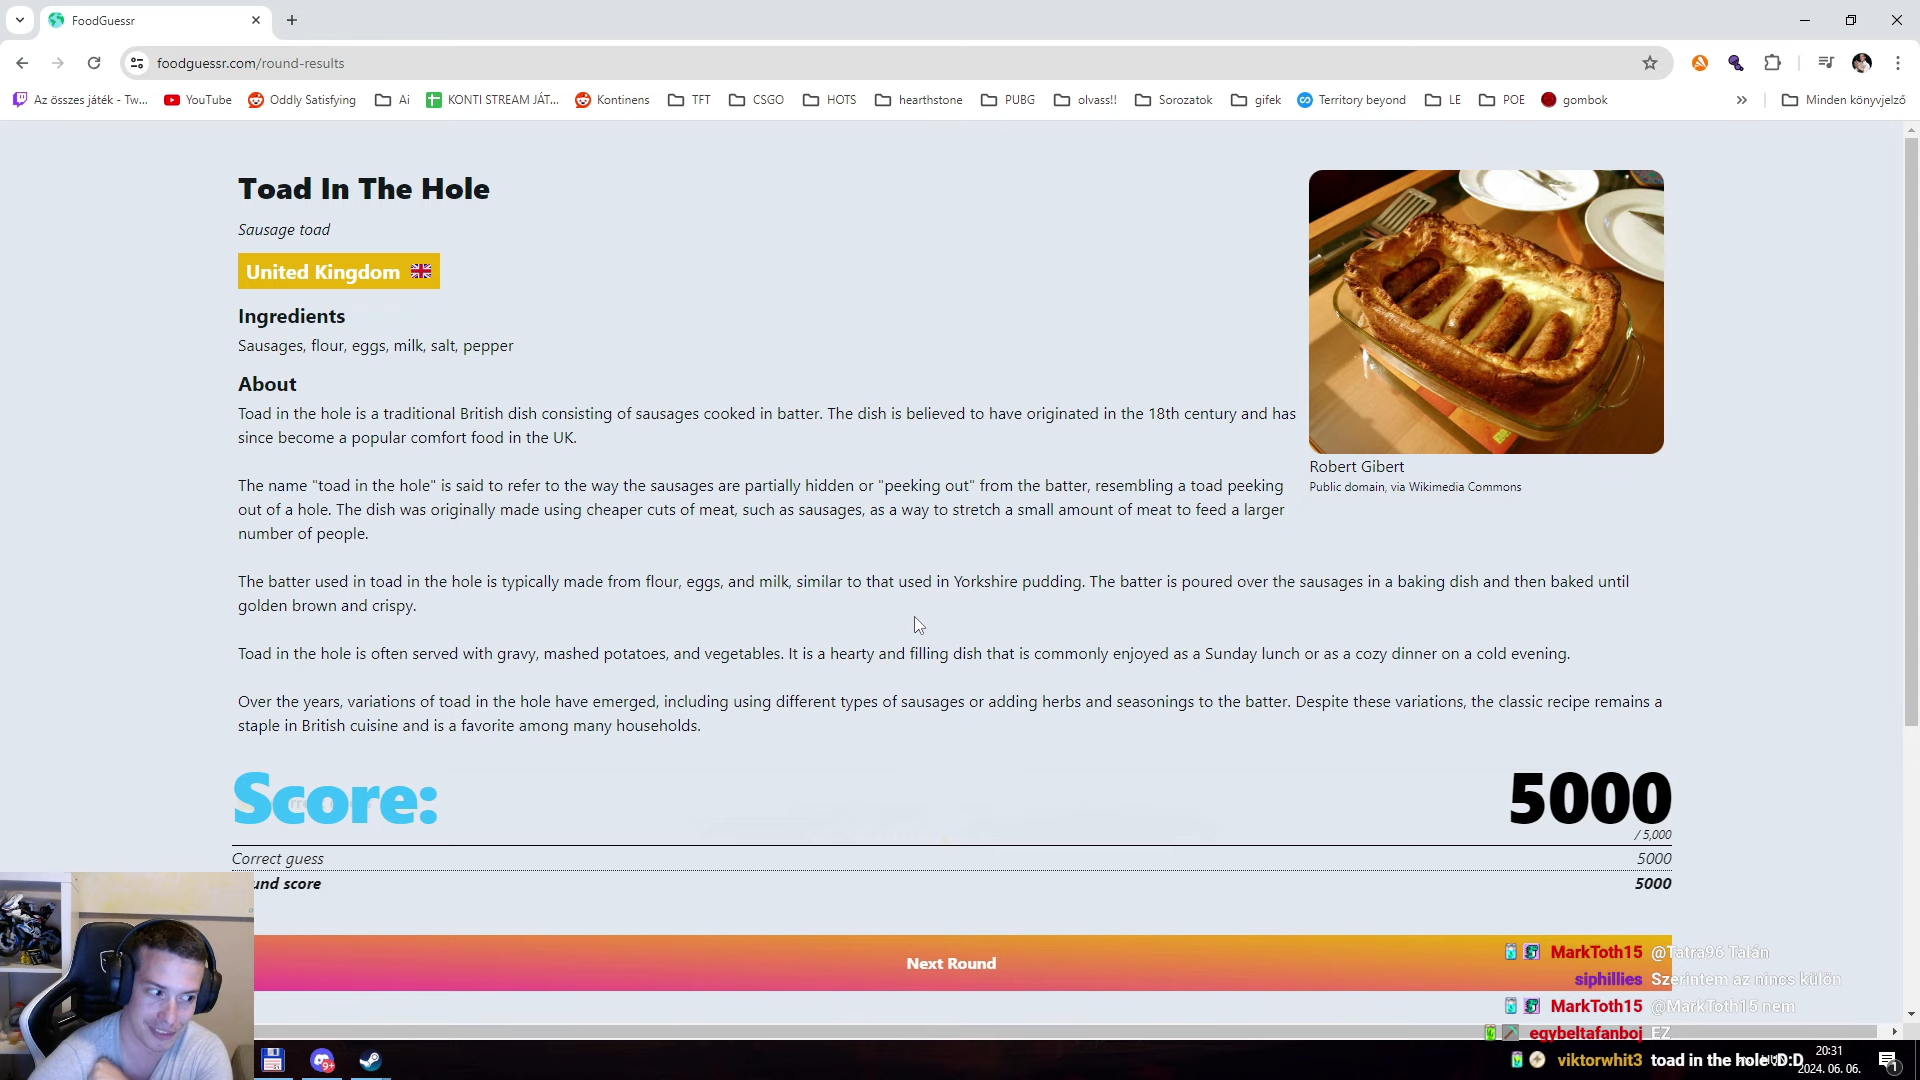 FoodGuessr
foodguessr.com/round-results
Az összes játék - Tw...
YouTube
Oddly Satisfying
Ai
KONTI STREAM JÁT...
Kontinens
TFT
CSGO
HOTS
hearthstone
PUBG
olvass!!
Sorozatok
gifek
Territory beyond
LE
POE
gombok
Minden könyvjelző
Toad In The Hole
Sausage toad
United Kingdom
Ingredients
Sausages, flour, eggs, milk, salt, pepper
About
Toad in the hole is a traditional British dish consisting of sausages cooked in batter. The dish is believed to have originated in the 18th century and has
since become a popular comfort food in the UK.
The name "toad in the hole" is said to refer to the way the sausages are partially hidden or "peeking out" from the batter, resembling a toad peeking
out of a hole. The dish was originally made using cheaper cuts of meat, such as sausages, as a way to stretch a small amount of meat to feed a larger
number of people.
Robert Gibert
Public domain, via Wikimedia Commons
The batter used in toad in the hole is typically made from flour, eggs, and milk, similar to that used in Yorkshire pudding. The batter is poured over the sausages in a baking dish and then baked until
golden brown and crispy.
Toad in the hole is often served with gravy, mashed potatoes, and vegetables. It is a hearty and filling dish that is commonly enjoyed as a Sunday lunch or as a cozy dinner on a cold evening.
Over the years, variations of toad in the hole have emerged, including using different types of sausages or adding herbs and seasonings to the batter. Despite these variations, the classic recipe remains a
staple in British cuisine and is a favorite among many households.
Score: 5000
/ 5,000
Correct guess 5000
und score 5000
Next Round
MarkToth15 @Tatra96 Talán
siphillies Szerintem az nincs külön
MarkToth15 @MarkToth15 nem
egybeltafanboj EZ
viktorwhit3 toad in the hole :D:D
20:31
2024. 06. 06.
9+
1